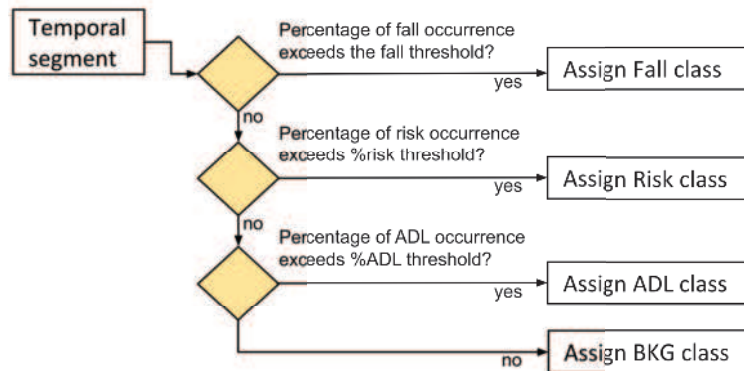 Temporal
segment
Percentage of fall occurrence
exceeds the fall threshold?
yes
Assign Fall class
no
Percentage of risk occurrence
exceeds %risk threshold?
yes
Assign Risk class
no
Percentage of ADL occurrence
exceeds %ADL threshold?
yes
Assign ADL class
no
Assign BKG class